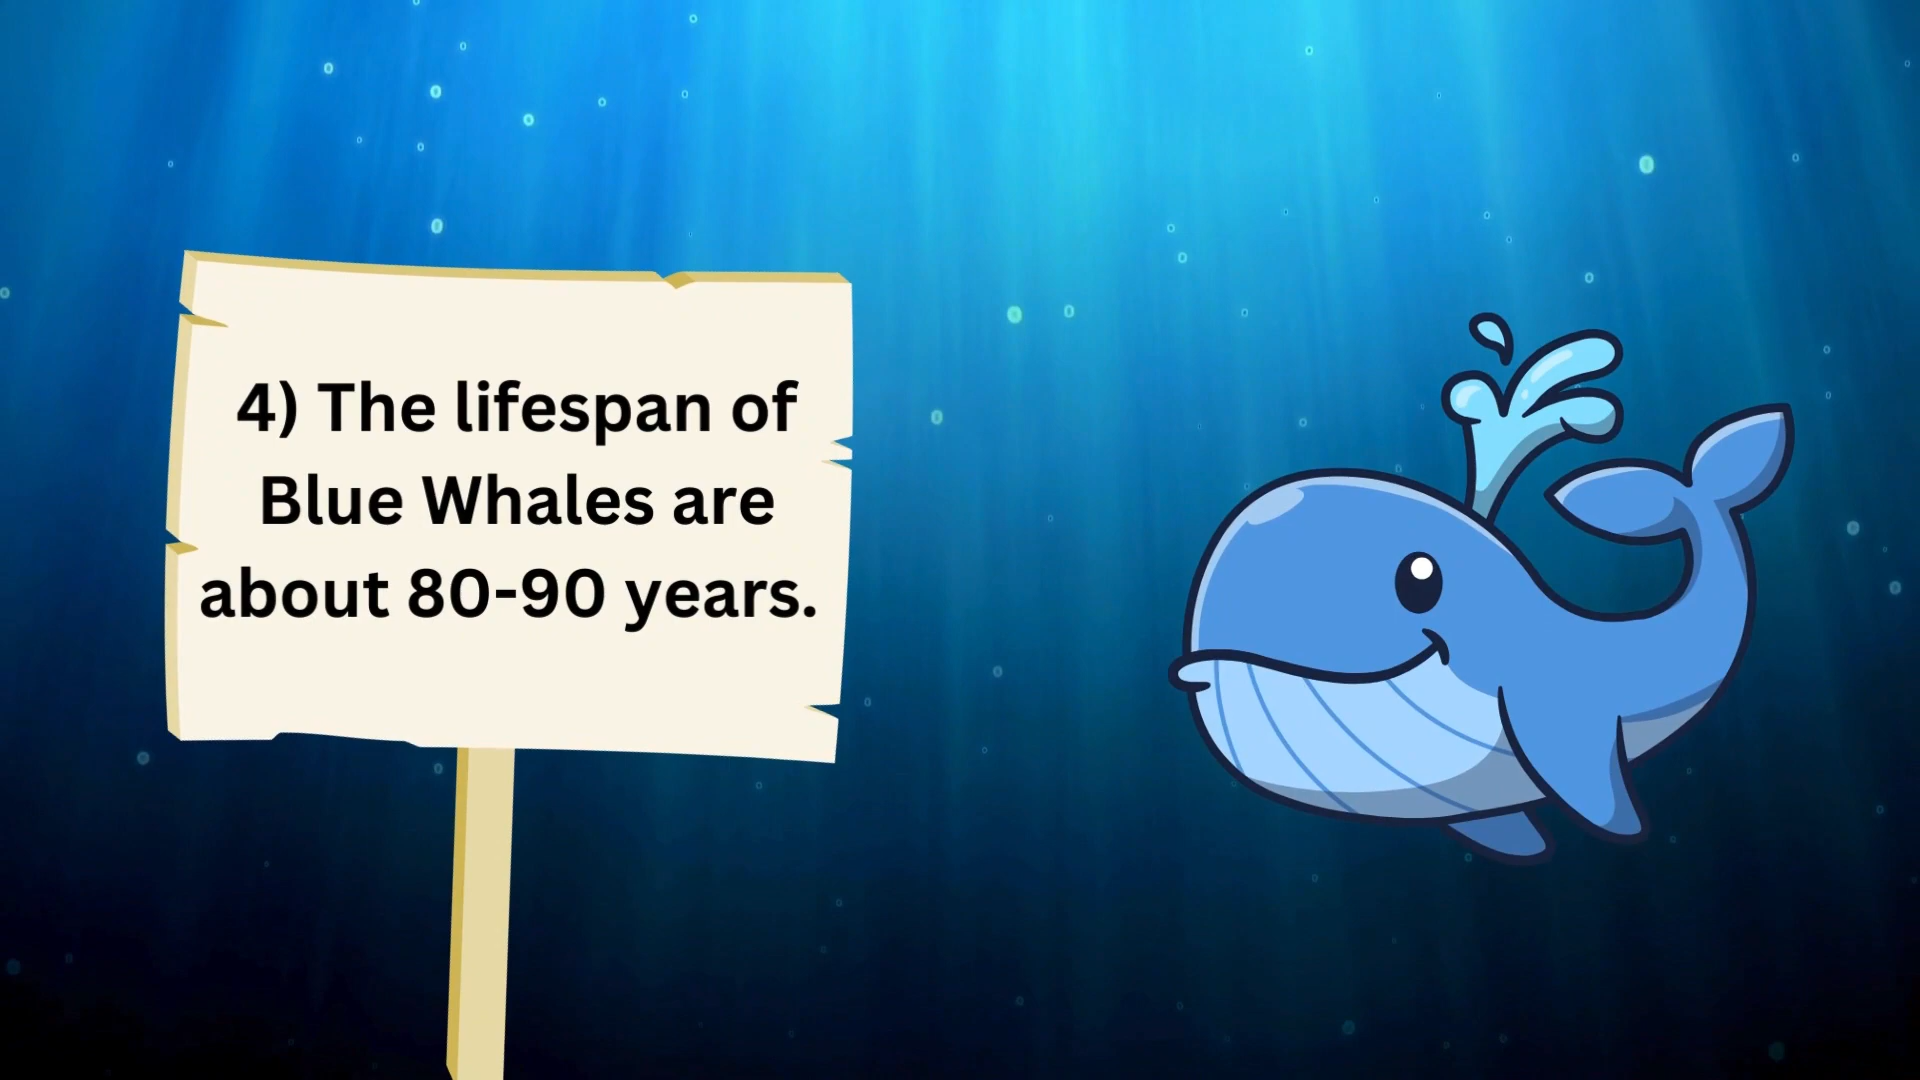 4) The lifespan of
Blue Whales are
about 80-90 years.